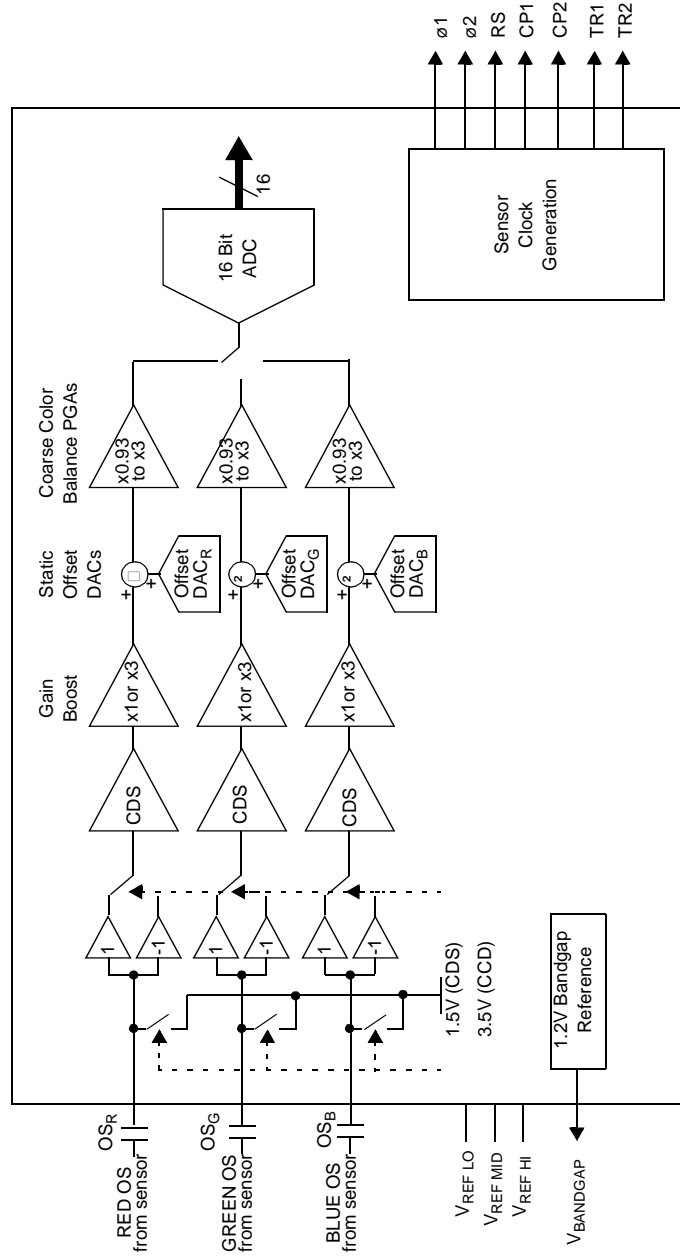 RED OS
from sensor
OSR
GREEN OS
from sensor
OSG
BLUE OS
from sensor
OSB
VREF LO
VREF MID
VREF HI
VBANDGAP
1
-1
1
-1
1
-1
1.5V (CDS)
3.5V (CCD)
1.2V Bandgap
Reference
CDS
CDS
CDS
Gain
Boost
x1or x3
x1or x3
x1or x3
Static
Offset
DACs
+
+
Offset
DACR
+
2
+
Offset
DACG
+
2
+
Offset
DACB
Coarse Color
Balance PGAs
x0.93
to x3
x0.93
to x3
x0.93
to x3
16 Bit
ADC
16
Sensor
Clock
Generation
ø1
ø2
RS
CP1
CP2
TR1
TR2